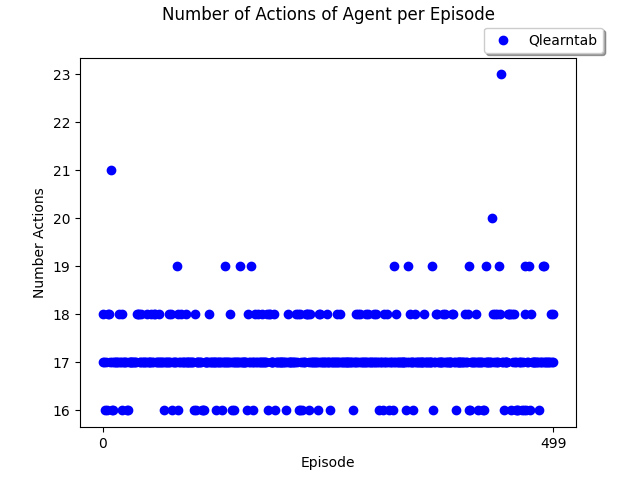 Number of Actions of Agent per Episode
Qlearntab
23
22
21
20
19
18
17
16
Number Actions
0
499
Episode